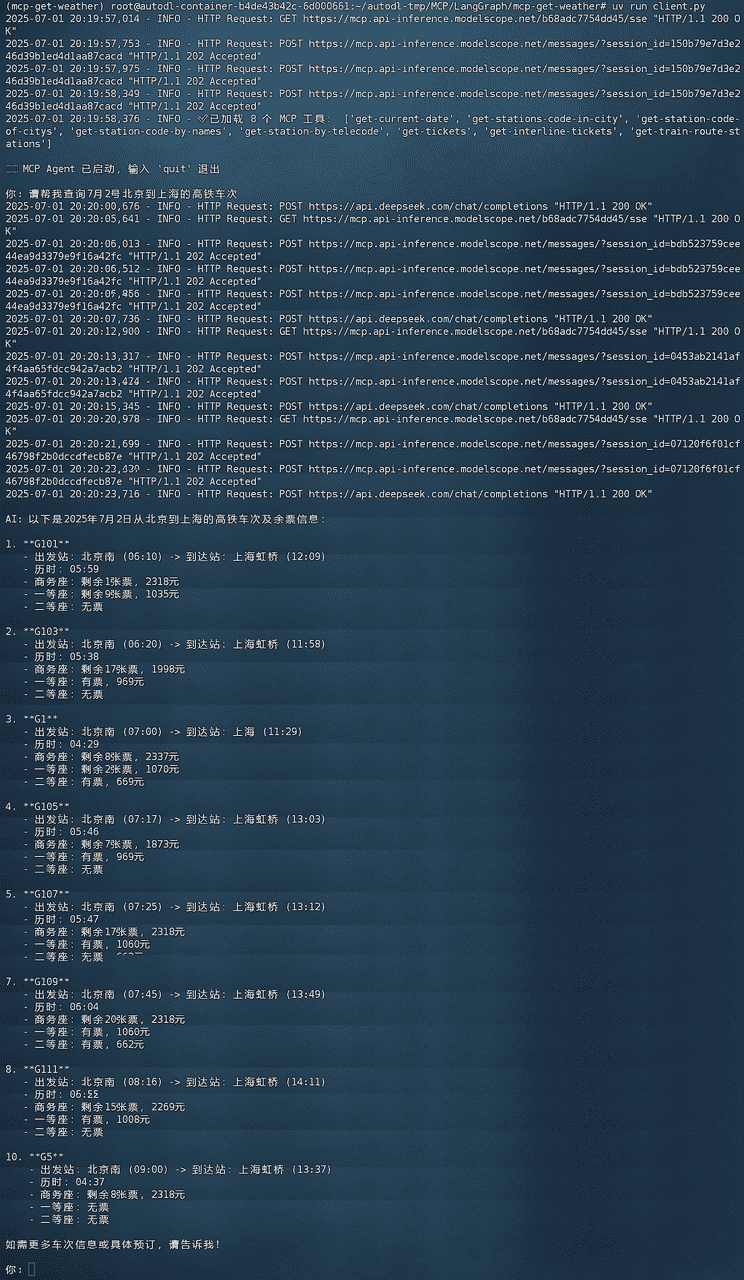 (mcp-get-weather) root@autodl-container-b4de43b42c-6d000661:~/autodl-tmp/MCP/LangGraph/mcp-get-weather# uv run client.py
2025-07-01 20:19:57,014 - INFO - HTTP Request: GET https://mcp.api-inference.modelscope.net/b68adc7754dd45/sse "HTTP/1.1 200 O
K"
2025-07-01 20:19:57,753 - INFO - HTTP Request: POST https://mcp.api-inference.modelscope.net/messages/?session_id=150b79e7d3e2
46d39b1ed4d1aa87cacd "HTTP/1.1 202 Accepted"
2025-07-01 20:19:57,975 - INFO - HTTP Request: POST https://mcp.api-inference.modelscope.net/messages/?session_id=150b79e7d3e2
46d39b1ed4d1aa87cacd "HTTP/1.1 202 Accepted"
2025-07-01 20:19:58,349 - INFO - HTTP Request: POST https://mcp.api-inference.modelscope.net/messages/?session_id=150b79e7d3e2
46d39b1ed4d1aa87cacd "HTTP/1.1 202 Accepted"
2025-07-01 20:19:58,376 - INFO - ✅已加载 8 个 MCP 工具: ['get-current-date', 'get-stations-code-in-city', 'get-station-code-
of-citys', 'get-station-code-by-names', 'get-station-by-telecode', 'get-tickets', 'get-interline-tickets', 'get-train-route-st
ations']
MCP Agent 已启动, 输入 'quit' 退出
你: 请帮我查询7月2号北京到上海的高铁车次
2025-07-01 20:20:00,676 - INFO - HTTP Request: POST https://api.deepseek.com/chat/completions "HTTP/1.1 200 OK"
2025-07-01 20:20:05,641 - INFO - HTTP Request: GET https://mcp.api-inference.modelscope.net/b68adc7754dd45/sse "HTTP/1.1 200 O
K"
2025-07-01 20:20:06,013 - INFO - HTTP Request: POST https://mcp.api-inference.modelscope.net/messages/?session_id=bdb523759cee
44ea9d3379e9f16a42fc "HTTP/1.1 202 Accepted"
2025-07-01 20:20:06,512 - INFO - HTTP Request: POST https://mcp.api-inference.modelscope.net/messages/?session_id=bdb523759cee
44ea9d3379e9f16a42fc "HTTP/1.1 202 Accepted"
2025-07-01 - INFO - HTTP Request: POST https://mcp.api-inference.modelscope.net/messages/?session_id=bdb523759cee
44ea9d3379e9f16a42fc "HTTP/1.1 202 Accepted"
2025-07-01 20:20:07,736 - INFO - HTTP Request: POST https://api.deepseek.com/chat/completions "HTTP/1.1 200 OK"
2025-07-01 20:20:12,900 - INFO - HTTP Request: GET https://mcp.api-inference.modelscope.net/b68adc7754dd45/sse "HTTP/1.1 200 O
K"
2025-07-01 20:20:13,317 - INFO - HTTP Request: POST https://mcp.api-inference.modelscope.net/messages/?session_id=0453ab2141af
4f4aa65fdcc942a7acb2 "HTTP/1.1 202 Accepted"
2025-07-01 - INFO - HTTP Request: POST https://mcp.api-inference.modelscope.net/messages/?session_id=0453ab2141af
4f4aa65fdcc942a7acb2 "HTTP/1.1 202 Accepted"
2025-07-01 20:20:15,345 - INFO - HTTP Request: POST https://api.deepseek.com/chat/completions "HTTP/1.1 200 OK"
2025-07-01 20:20:20,978 - INFO - HTTP Request: GET https://mcp.api-inference.modelscope.net/b68adc7754dd45/sse "HTTP/1.1 200 O
K"
2025-07-01 20:20:21,699 - INFO - HTTP Request: POST https://mcp.api-inference.modelscope.net/messages/?session_id=07120f6f01cf
46798f2b0dccdfecb87e "HTTP/1.1 202 Accepted"
2025-07-01 - INFO - HTTP Request: POST https://mcp.api-inference.modelscope.net/messages/?session_id=07120f6f01cf
46798f2b0dccdfecb87e "HTTP/1.1 202 Accepted"
2025-07-01 20:20:23,716 - INFO - HTTP Request: POST https://api.deepseek.com/chat/completions "HTTP/1.1 200 OK"
AI: 以下是2025年7月2日从北京到上海的高铁车次及余票信息:
1. **G101**
- 出发站: 北京南 (06:10) -> 到达站: 上海虹桥 (12:09)
- 历时: 05:59
- 商务座: 剩余1张票, 2318元
- 一等座: 剩余9张票, 1035元
- 二等座: 无票
2. **G103**
- 出发站: 北京南 (06:20) -> 到达站: 上海虹桥 (11:58)
- 历时: 05:38
- 商务座: 剩余17张票, 1998元
- 一等座: 有票, 969元
- 二等座: 无票
3. **G1**
- 出发站: 北京南 (07:00) -> 到达站: 上海 (11:29)
- 历时: 04:29
- 商务座: 剩余8张票, 2337元
- 一等座: 剩余2张票, 1070元
- 二等座: 有票, 669元
4. **G105**
- 出发站: 北京南 (07:17) -> 到达站: 上海虹桥 (13:03)
- 历时: 05:46
- 商务座: 剩余7张票, 1873元
- 一等座: 有票, 969元
- 二等座: 无票
5. **G107**
- 出发站: 北京南 (07:25) -> 到达站: 上海虹桥 (13:12)
- 历时: 05:47
- 商务座: 剩余17张票, 2318元
- 一等座: 有票, 1060元
- 二等座: 无票
7. **G109**
- 出发站: 北京南 (07:45) -> 到达站: 上海虹桥 (13:49)
- 历时: 06:04
- 商务座: 剩余20张票, 2318元
- 一等座: 有票, 1060元
- 二等座: 有票, 662元
8. **G111**
- 出发站: 北京南 (08:16) -> 到达站: 上海虹桥 (14:11)
- 历时:
- 商务座: 剩余15张票, 2269元
- 一等座: 有票, 1008元
- 二等座: 无票
10. **G5**
- 出发站: 北京南 (09:00) -> 到达站: 上海虹桥 (13:37)
- 历时: 04:37
- 商务座: 剩余8张票, 2318元
- 一等座: 无票
- 二等座: 无票
如需更多车次信息或具体预订, 请告诉我!
你: